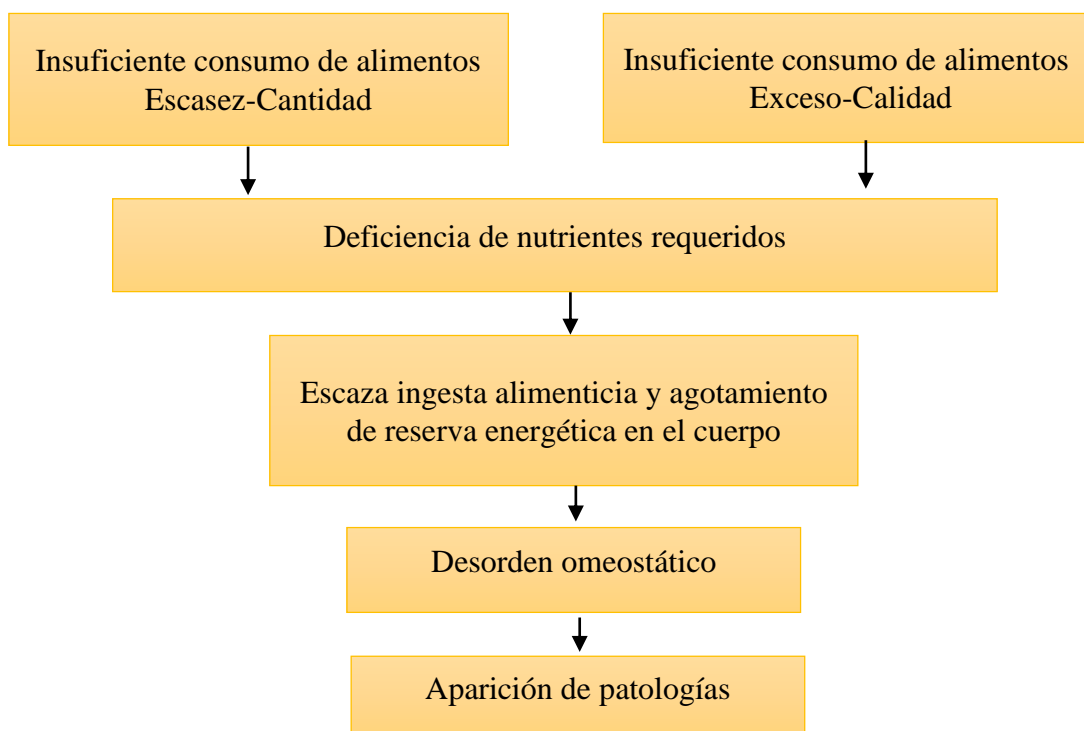 Insuficiente consumo de alimentos
Escasez-Cantidad
Insuficiente consumo de alimentos
Exceso-Calidad
Deficiencia de nutrientes requeridos
Escaza ingesta alimenticia y agotamiento
de reserva energética en el cuerpo
Desorden omeostático
Aparición de patologías